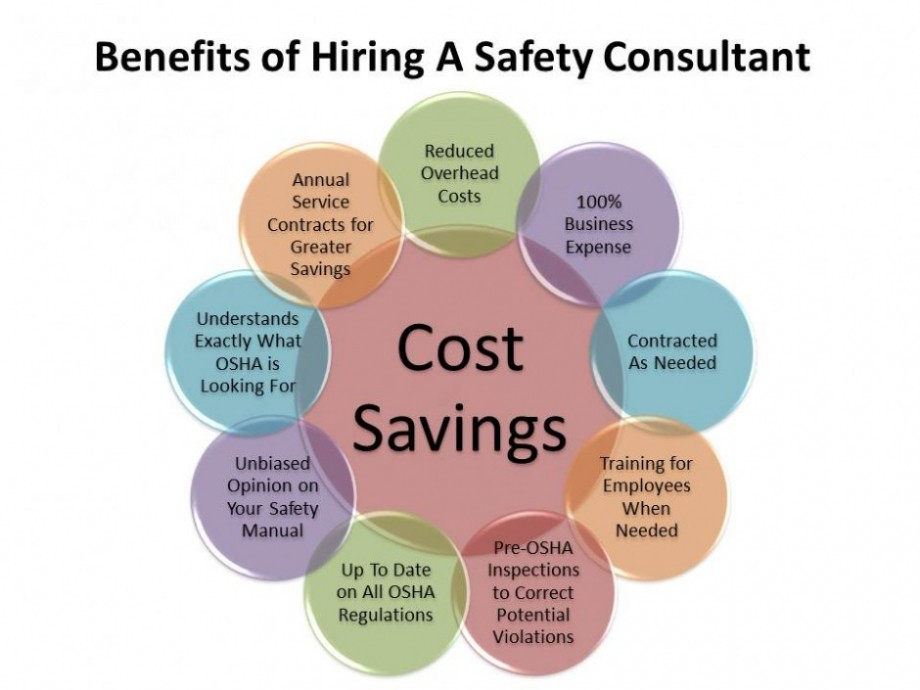 Benefits of Hiring A Safety Consultant
Reduced
Overhead
Costs
100%
Business
Expense
Contracted
As Needed
Training for
Employees
When
Needed
Pre-OSHA
Inspections
to Correct
Potential
Violations
Up To Date
on All OSHA
Regulations
Unbiased
Opinion on
Your Safety
Manual
Understands
Exactly What
OSHA is
Looking For
Annual
Service
Contracts for
Greater
Savings
Cost
Savings